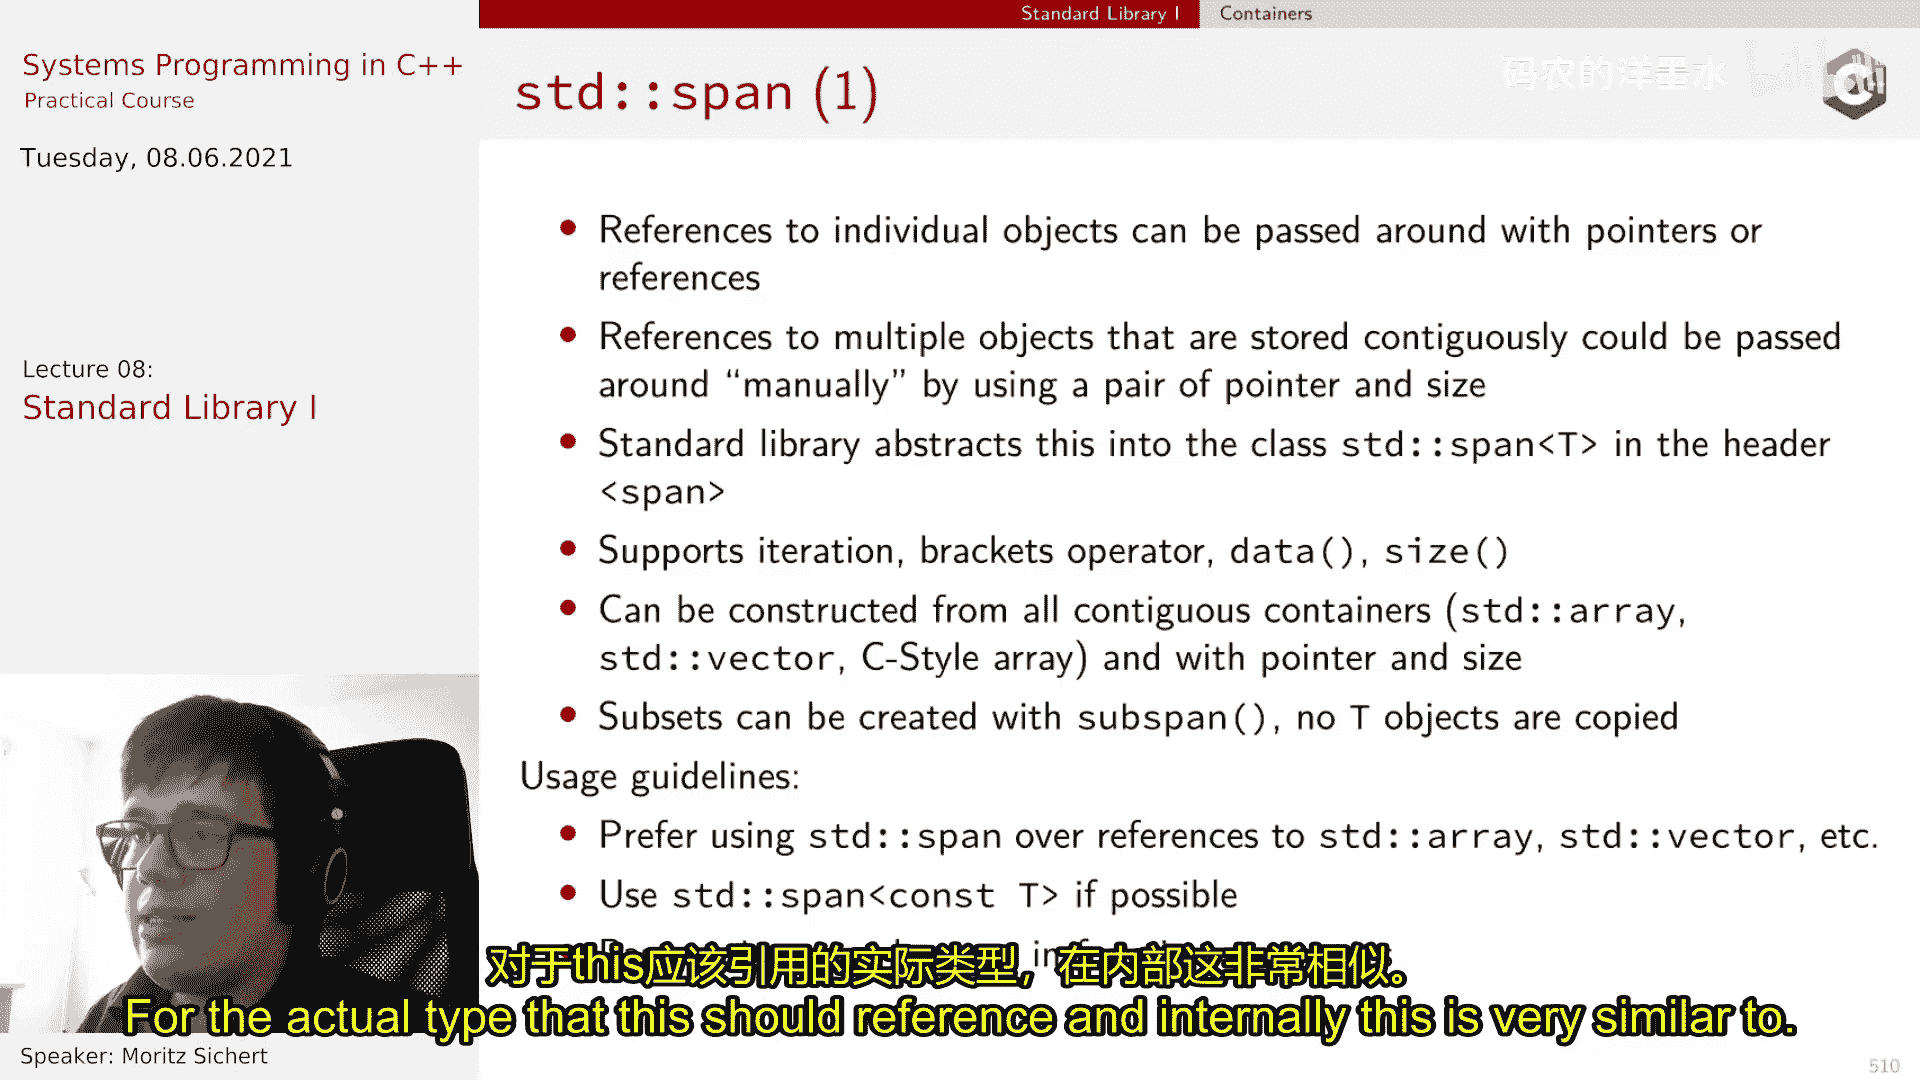 Standard Library I
Containers
Systems Programming in C++
Practical Course
Tuesday, 08.06.2021
Lecture 08:
Standard Library I
std::span (1)
码农的洋墨水
• References to individual objects can be passed around with pointers or
references
• References to multiple objects that are stored contiguously could be passed
around “manually” by using a pair of pointer and size
• Standard library abstracts this into the class std::span<T> in the header
<span>
• Supports iteration, brackets operator, data(), size()
• Can be constructed from all contiguous containers (std::array,
std::vector, C-Style array) and with pointer and size
• Subsets can be created with subspan(), no T objects are copied
Usage guidelines:
• Prefer using std::span over references to std::array, std::vector, etc.
• Use std::span<const T> if possible
对于this应该引用的实际类型，在内部这非常相似。
For the actual type that this should reference and internally this is very similar to.
Speaker: Moritz Sichert
510